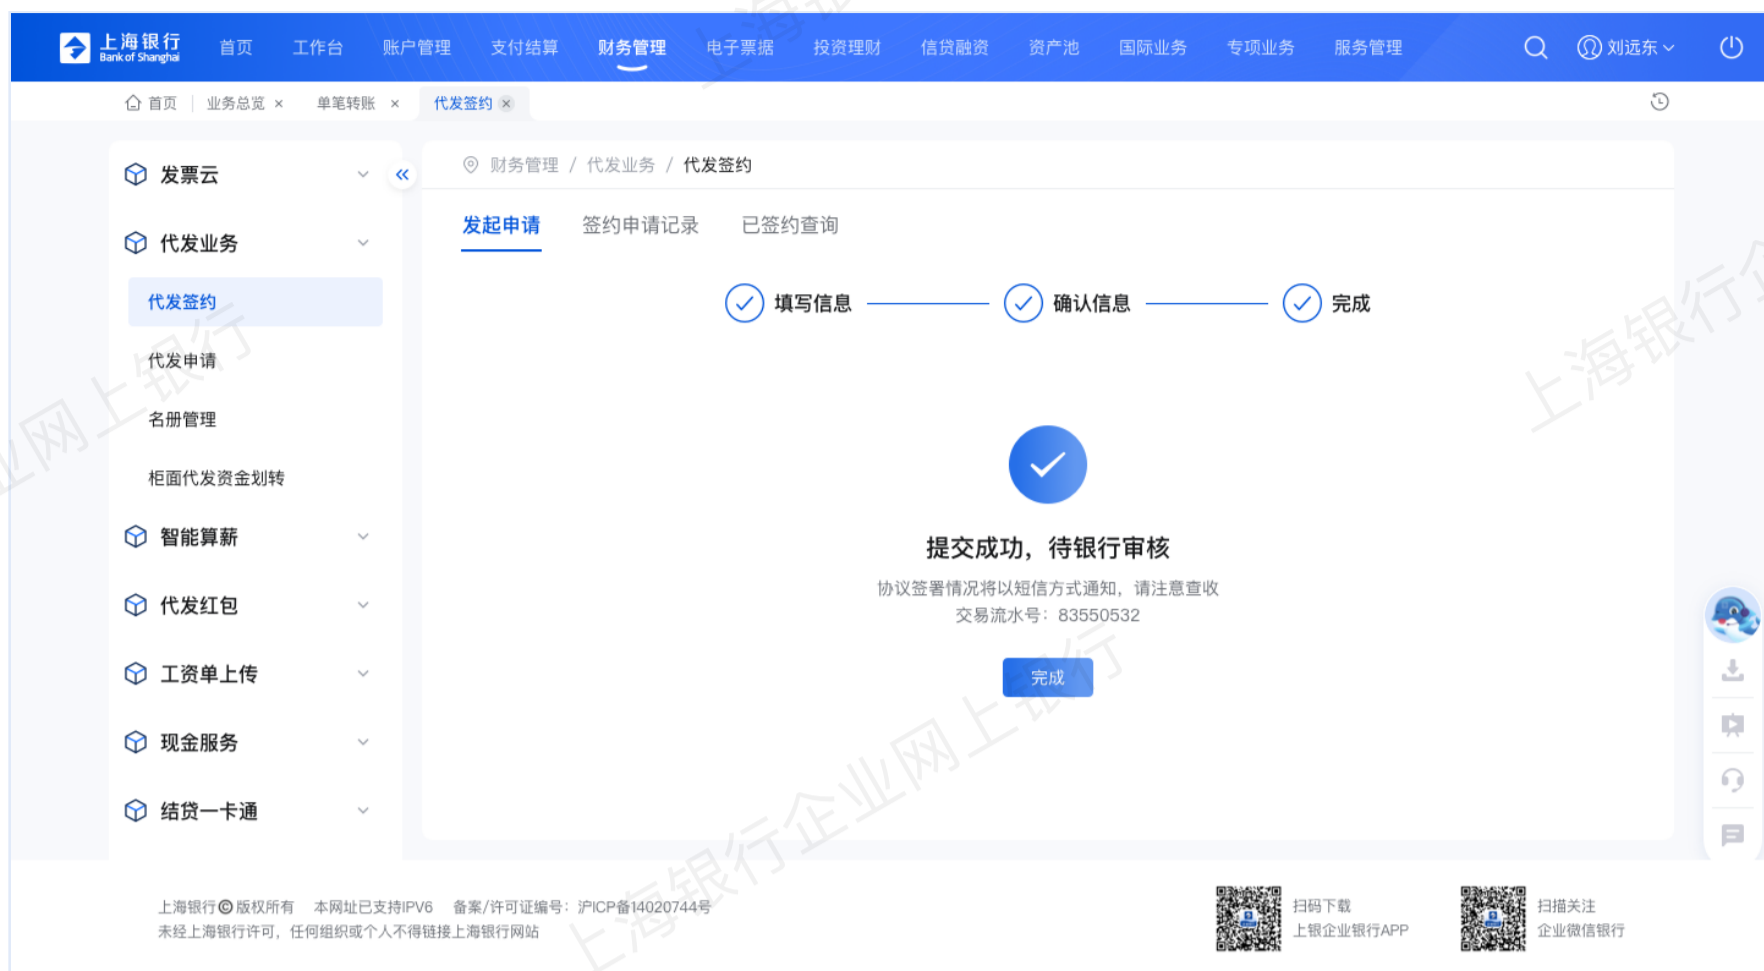 上海银行
Bank of Shanghai
首页 工作台 账户管理 支付结算 财务管理 电子票据 投资理财 信贷融资 资产池 国际业务 专项业务 服务管理 刘远东
首页 业务总览 × 单笔转账 × 代发签约 ×
发票云
代发业务
代发签约
代发申请
名册管理
柜面代发资金划转
智能算薪
代发红包
工资单上传
现金服务
结贷一卡通
财务管理 / 代发业务 / 代发签约
发起申请 签约申请记录 已签约查询
填写信息 确认信息 完成
提交成功，待银行审核
协议签署情况将以短信方式通知，请注意查收
交易流水号：83550532
完成
上海银行©版权所有 本网址已支持IPV6 备案/许可证编号：沪ICP备14020744号
未经上海银行许可，任何组织或个人不得链接上海银行网站
扫码下载
上银企业银行APP
扫描关注
企业微信银行
上海银行企业网上银行